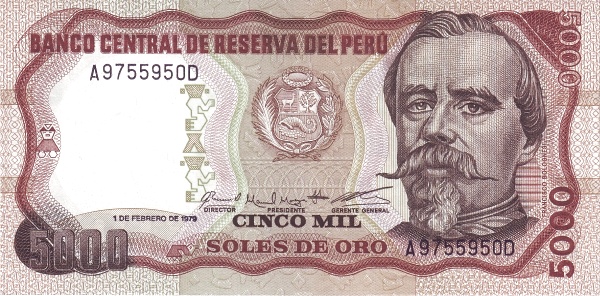 BANCO CENTRAL DE RESERVA DEL PERÚ
A9755950D
5000
DIRECTOR PRESIDENTE GERENTE GENERAL
1 DE FEBRERO DE 1979
CINCO MIL
SOLES DE ORO
5000
A9755950D
5000
FRANCISCO BOLOGNESI